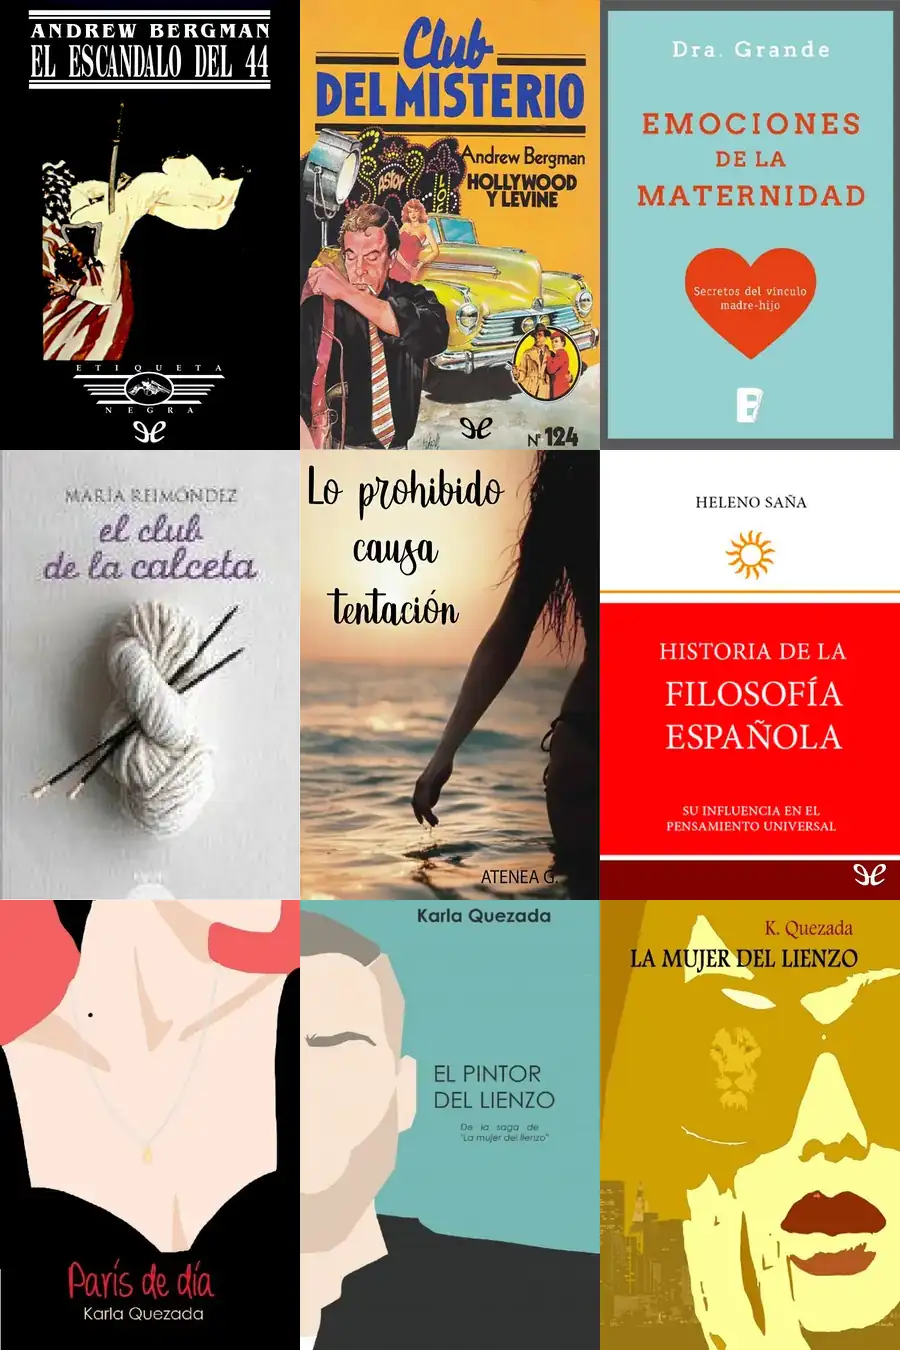 ANDREW BERGMAN
EL ESCANDALO DEL 44
ETIQUETA
NEGRA
Club
DEL MISTERIO
Andrew Bergman
HOLLYWOOD
Y LEVINE
ASTOR
Nº 124
Dra. Grande
EMOCIONES
DE LA
MATERNIDAD
Secretos del vínculo
madre-hijo
B
MARÍA REIMÓNDEZ
el club
de la calceta
Lo prohibido
causa
tentación
ATENEA G.
HELENO SAÑA
HISTORIA DE LA
FILOSOFÍA
ESPAÑOLA
SU INFLUENCIA EN EL
PENSAMIENTO UNIVERSAL
París de día
Karla Quezada
Karla Quezada
EL PINTOR
DEL LIENZO
De la saga de
"La mujer del lienzo"
K. Quezada
LA MUJER DEL LIENZO